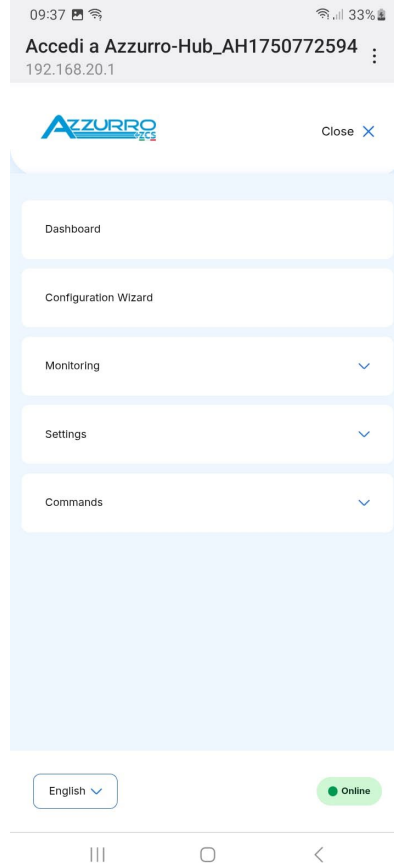 09:37
33%
Accedi a Azzurro-Hub_AH1750772594
192.168.20.1
AZZURRO
ZCS
Close
Dashboard
Configuration Wizard
Monitoring
Settings
Commands
English
Online